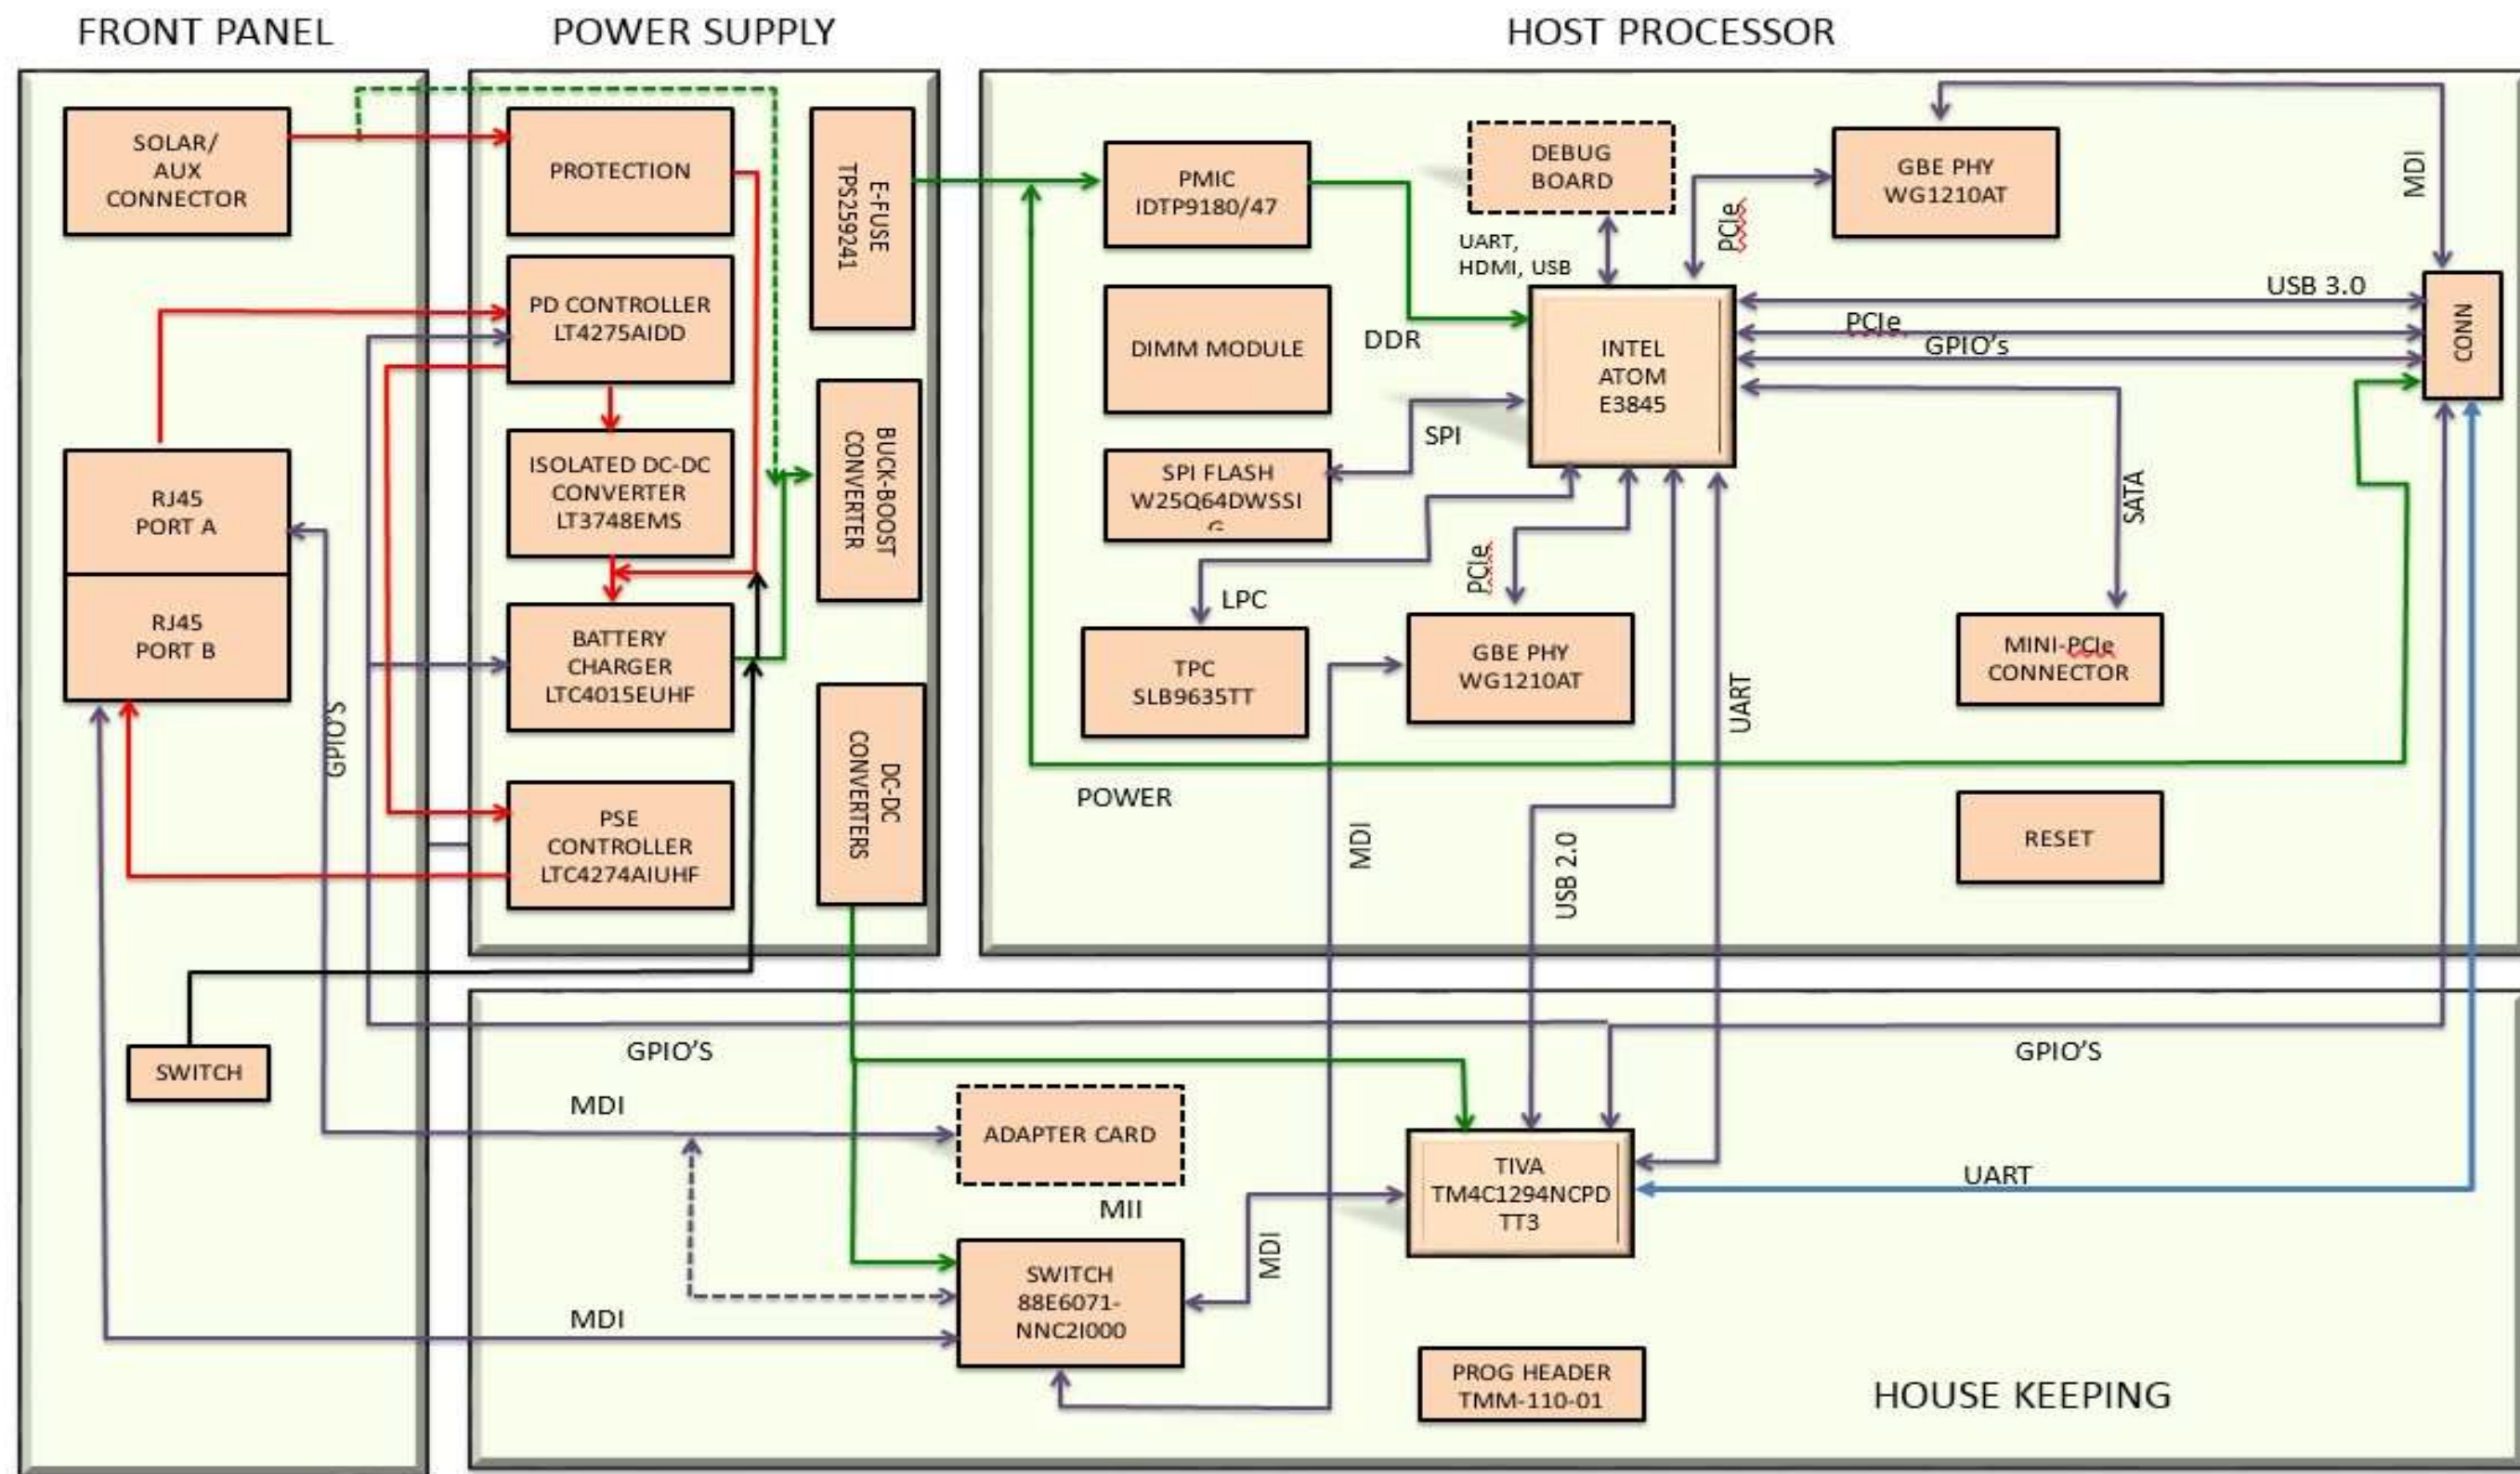 FRONT PANEL
POWER SUPPLY
HOST PROCESSOR
SOLAR/
AUX
CONNECTOR
RJ45
PORT A
RJ45
PORT B
GPIO'S
SWITCH
PROTECTION
PD CONTROLLER
LT4275AIDD
ISOLATED DC-DC
CONVERTER
LT3748EMS
BATTERY
CHARGER
LTC4015EUHF
PSE
CONTROLLER
LTC4274AIUHF
E-FUSE
TPS259241
BUCK-BOOST
CONVERTER
DC-DC
CONVERTERS
PMIC
IDTP9180/47
DEBUG
BOARD
UART,
HDMI, USB
PCIe
GBE PHY
WG1210AT
MDI
DIMM MODULE
DDR
INTEL
ATOM
E3845
USB 3.0
PCIe
GPIO's
CONN
SPI FLASH
W25Q64DWSSI
G
SPI
SATA
LPC
PCIe
TPC
SLB9635TT
GBE PHY
WG1210AT
UART
MINI-PCIe
CONNECTOR
POWER
MDI
USB 2.0
RESET
GPIO'S
GPIO'S
MDI
ADAPTER CARD
MII
TIVA
TM4C1294NCPD
TT3
UART
MDI
SWITCH
88E6071-
NNC2I000
MDI
PROG HEADER
TMM-110-01
HOUSE KEEPING